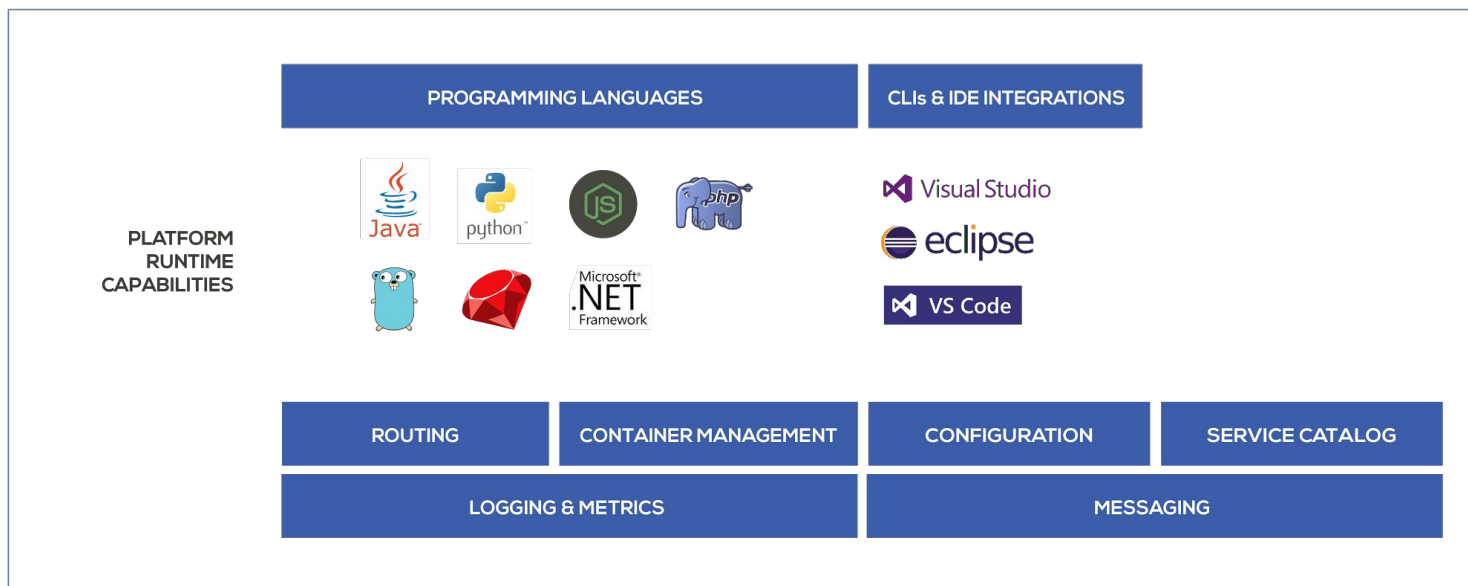 PROGRAMMING LANGUAGES
CLIs & IDE INTEGRATIONS
PLATFORM
RUNTIME
CAPABILITIES
Java
python
JS
php
Visual Studio
eclipse
Microsoft
.NET
Framework
VS Code
ROUTING
CONTAINER MANAGEMENT
CONFIGURATION
SERVICE CATALOG
LOGGING & METRICS
MESSAGING